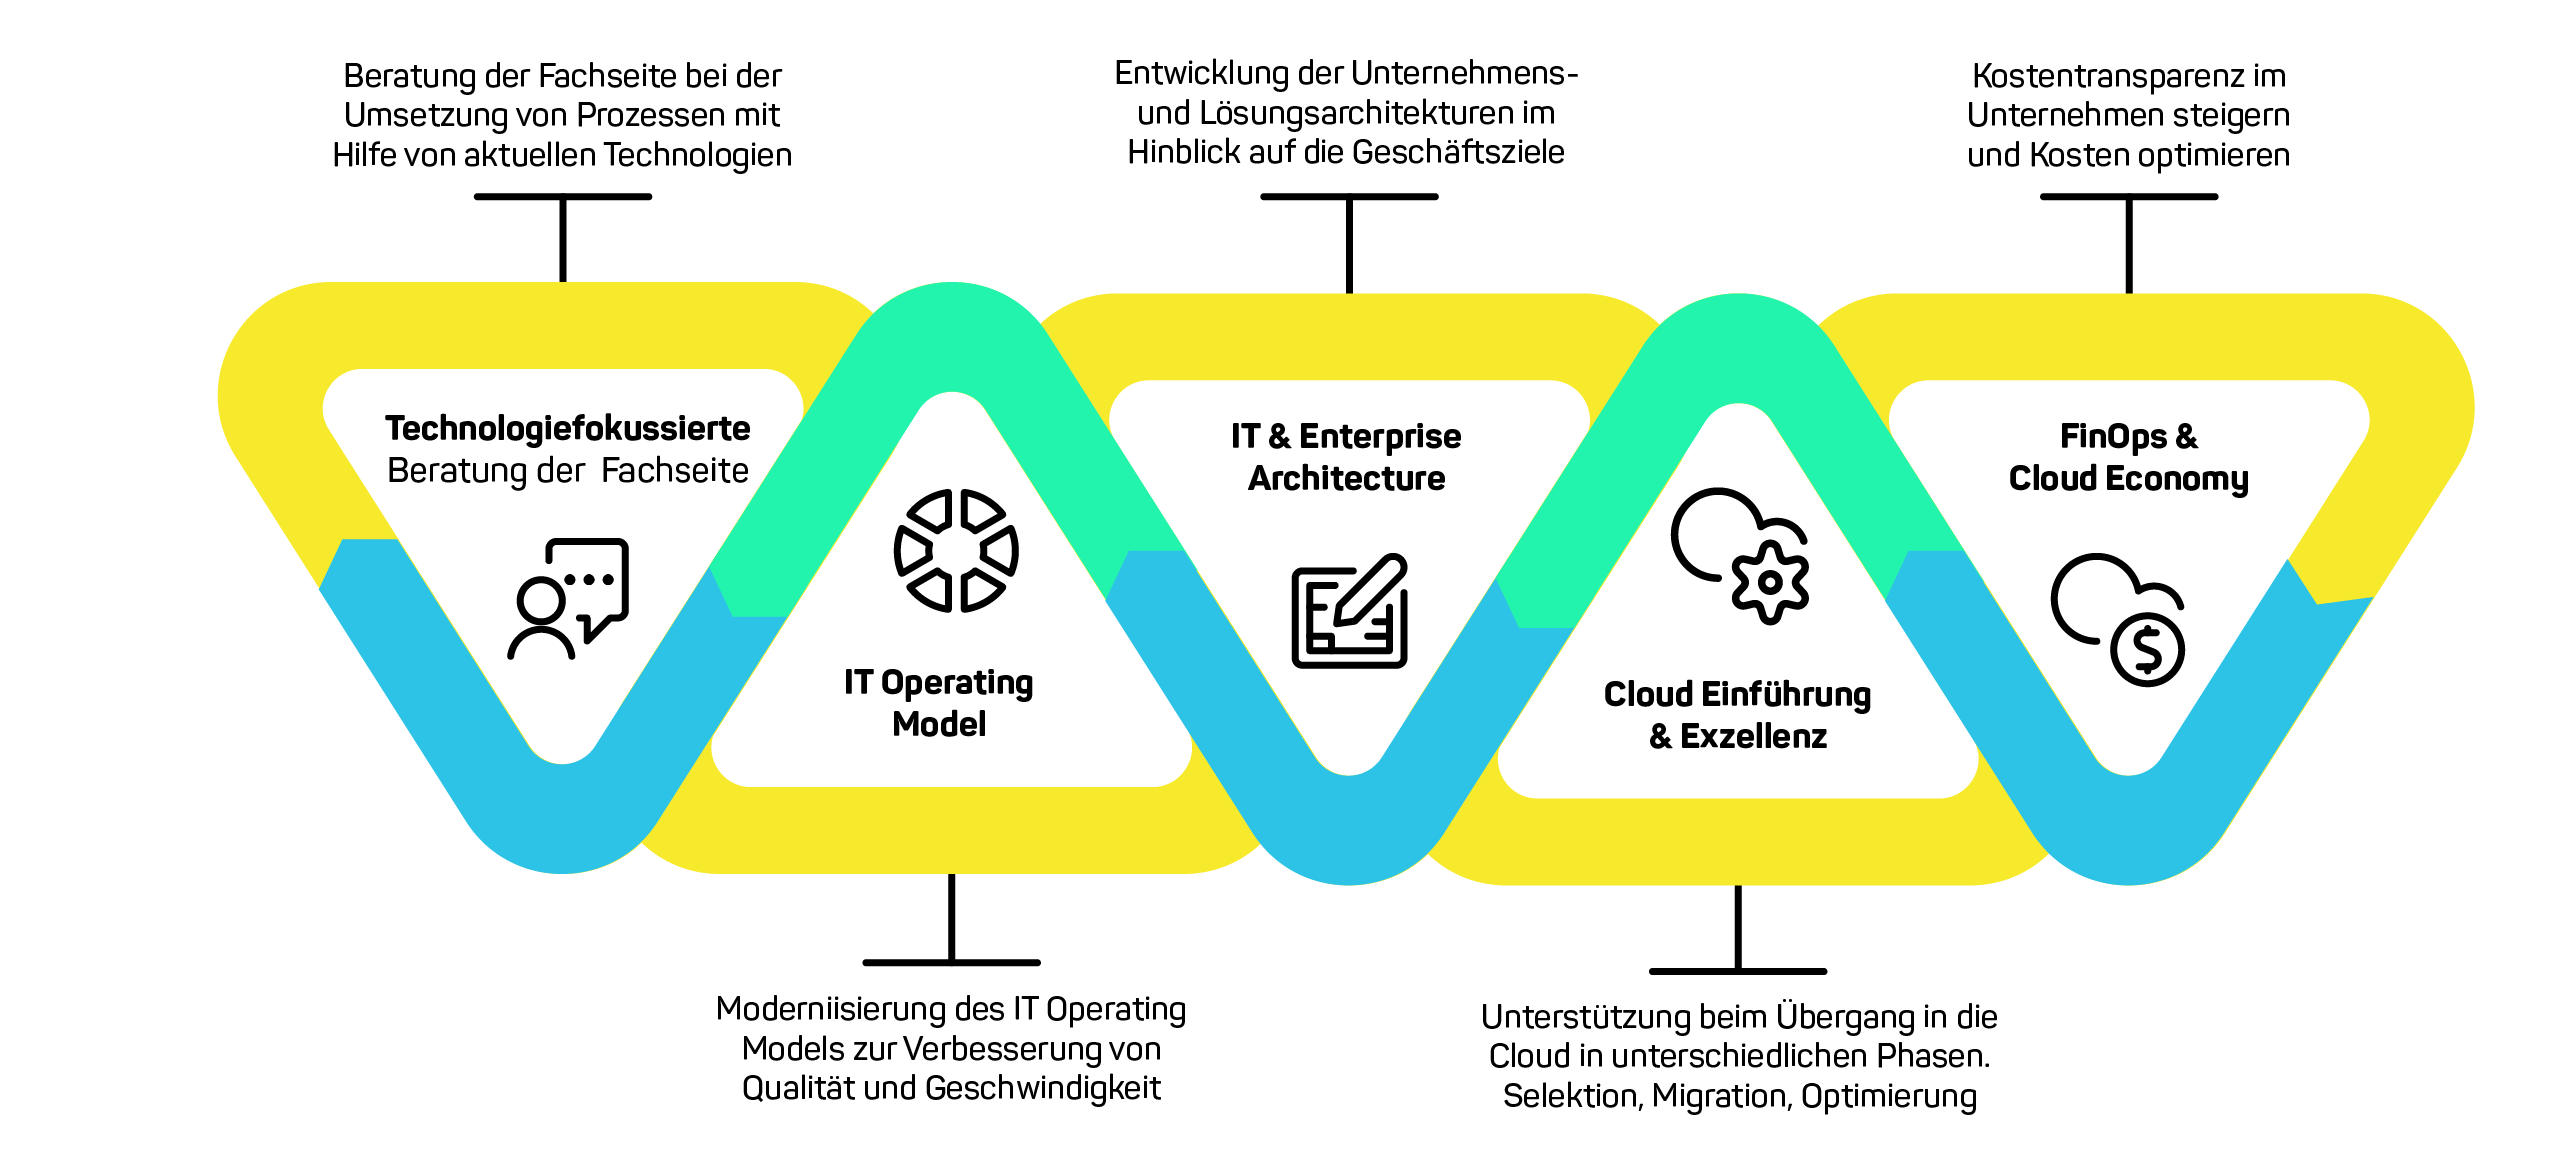 Beratung der Fachseite bei der
Umsetzung von Prozessen mit
Hilfe von aktuellen Technologien
Entwicklung der Unternehmens-
und Lösungsarchitekturen im
Hinblick auf die Geschäftsziele
Kostentransparenz im
Unternehmen steigern
und Kosten optimieren
Technologiefokussierte
Beratung der Fachseite
IT Operating
Model
IT & Enterprise
Architecture
Cloud Einführung
& Exzellenz
FinOps &
Cloud Economy
$
Moderniisierung des IT Operating
Models zur Verbesserung von
Qualität und Geschwindigkeit
Unterstützung beim Übergang in die
Cloud in unterschiedlichen Phasen.
Selektion, Migration, Optimierung